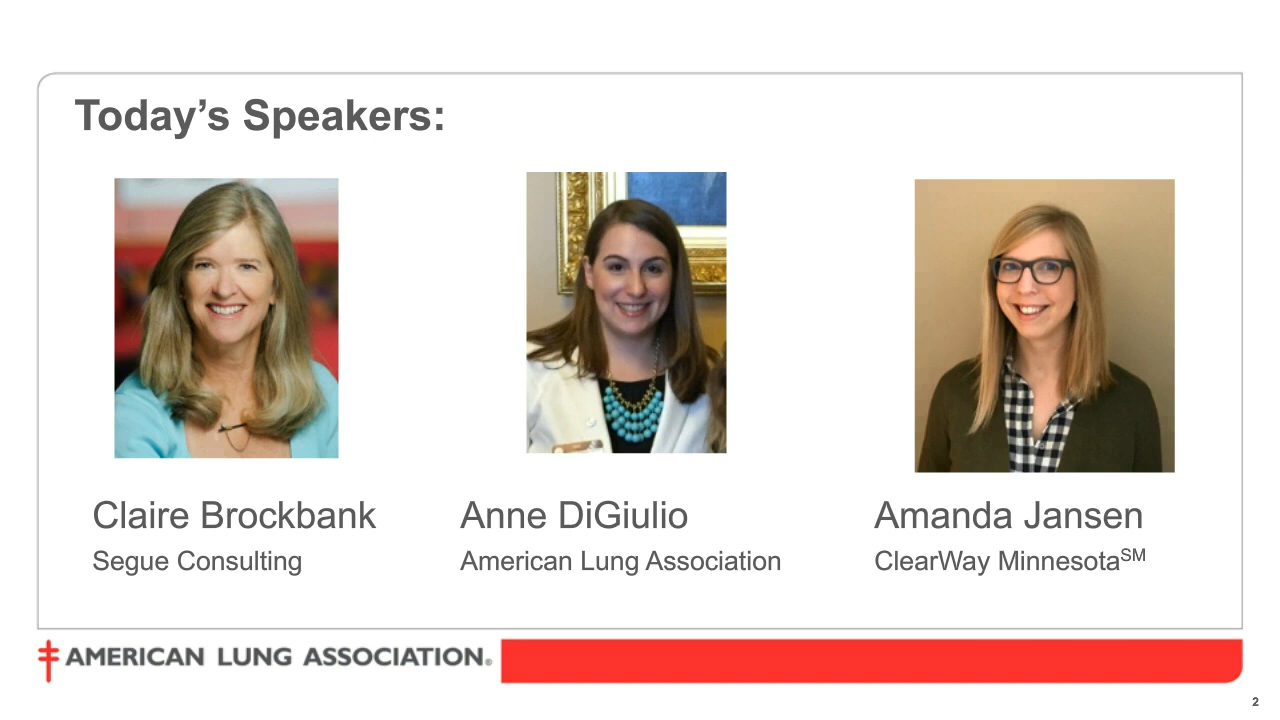 Today’s Speakers:
Claire Brockbank
Segue Consulting
Anne DiGiulio
American Lung Association
Amanda Jansen
ClearWay MinnesotaSM
AMERICAN LUNG ASSOCIATION®
2